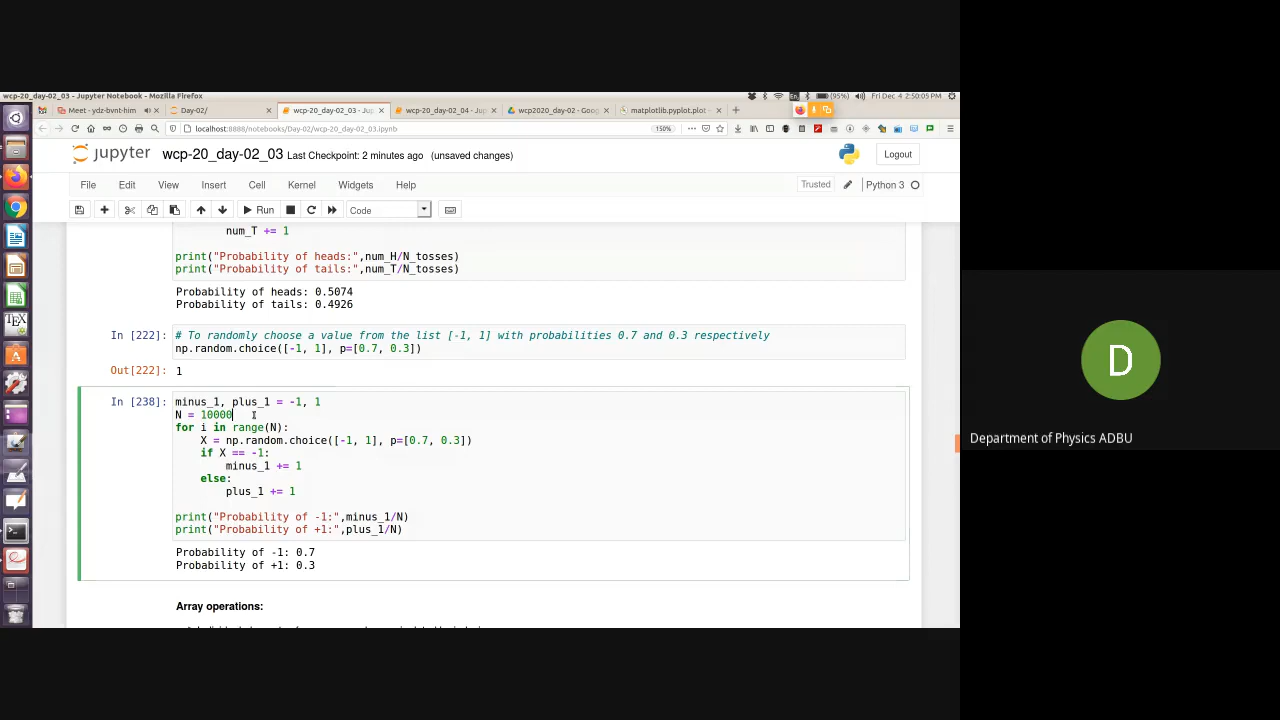 wcp-20_day-02_03 - Jupyter Notebook - Mozilla Firefox
(95%) Fri Dec 4 2:50:05 PM
Meet - ydz-bvnt-him
Day-02/
wcp-20_day-02_03 - Jup
wcp-20_day-02_04 - Jup
wcp2020_day-02 - Goog
matplotlib.pyplot.plot -
localhost:8888/notebooks/Day-02/wcp-20_day-02_03.ipynb
150%
jupyter wcp-20_day-02_03 Last Checkpoint: 2 minutes ago (unsaved changes)
Logout
File Edit View Insert Cell Kernel Widgets Help
Trusted Python 3
Run Code
num_T += 1
print("Probability of heads:",num_H/N_tosses)
print("Probability of tails:",num_T/N_tosses)
Probability of heads: 0.5074
Probability of tails: 0.4926
In [222]: # To randomly choose a value from the list [-1, 1] with probabilities 0.7 and 0.3 respectively
np.random.choice([-1, 1], p=[0.7, 0.3])
Out[222]: 1
In [238]: minus_1, plus_1 = -1, 1
N = 10000
for i in range(N):
X = np.random.choice([-1, 1], p=[0.7, 0.3])
if X == -1:
minus_1 += 1
else:
plus_1 += 1
print("Probability of -1:",minus_1/N)
print("Probability of +1:",plus_1/N)
Probability of -1: 0.7
Probability of +1: 0.3
Array operations:
D
Department of Physics ADBU